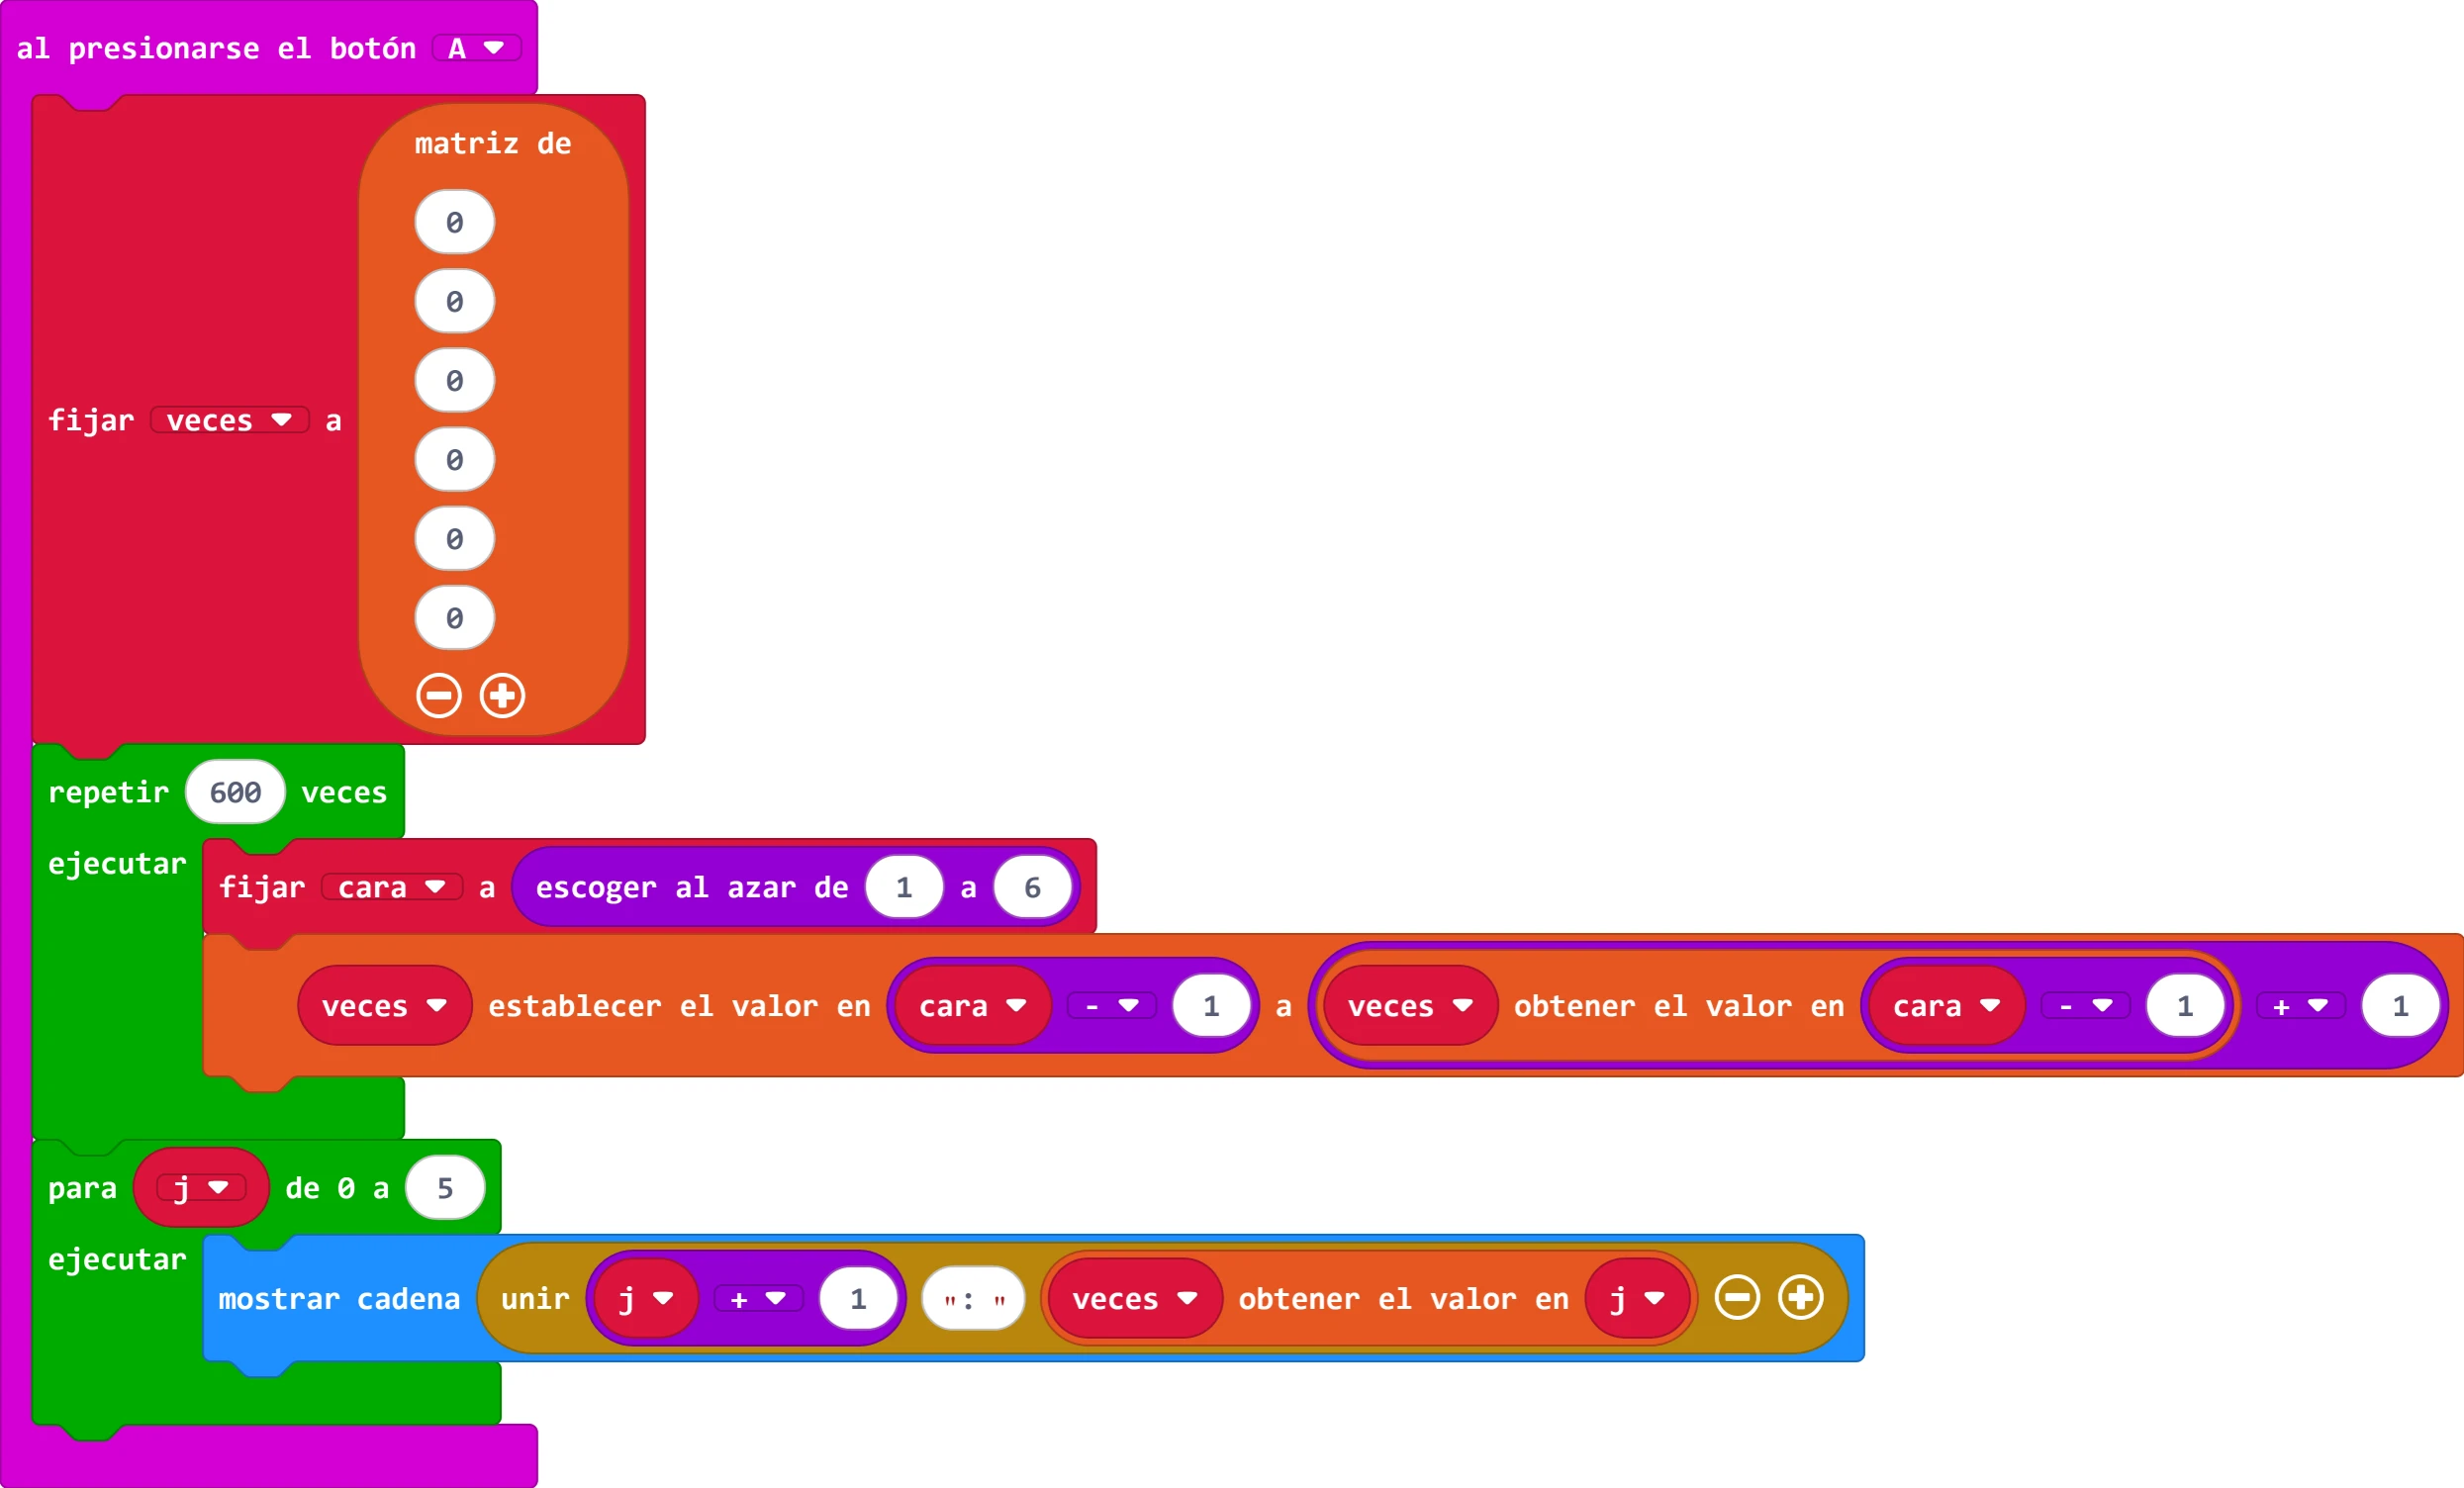 al presionarse el botón A
matriz de
0
0
0
fijar veces a
0
0
0
repetir 600 veces
ejecutar
fijar cara a escoger al azar de 1 a 6
veces establecer el valor en cara - 1 a veces obtener el valor en cara - 1 + 1
para j de 0 a 5
ejecutar
mostrar cadena unir j + 1 ": " veces obtener el valor en j